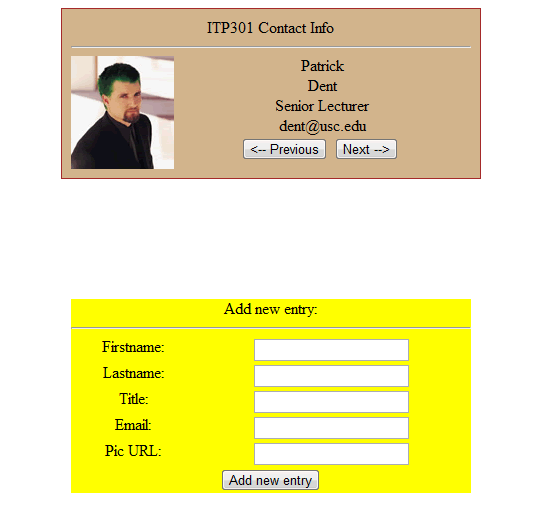 ITP301 Contact Info
Patrick
Dent
Senior Lecturer
dent@usc.edu
<-- Previous Next -->
Add new entry:
Firstname:
Lastname:
Title:
Email:
Pic URL:
Add new entry